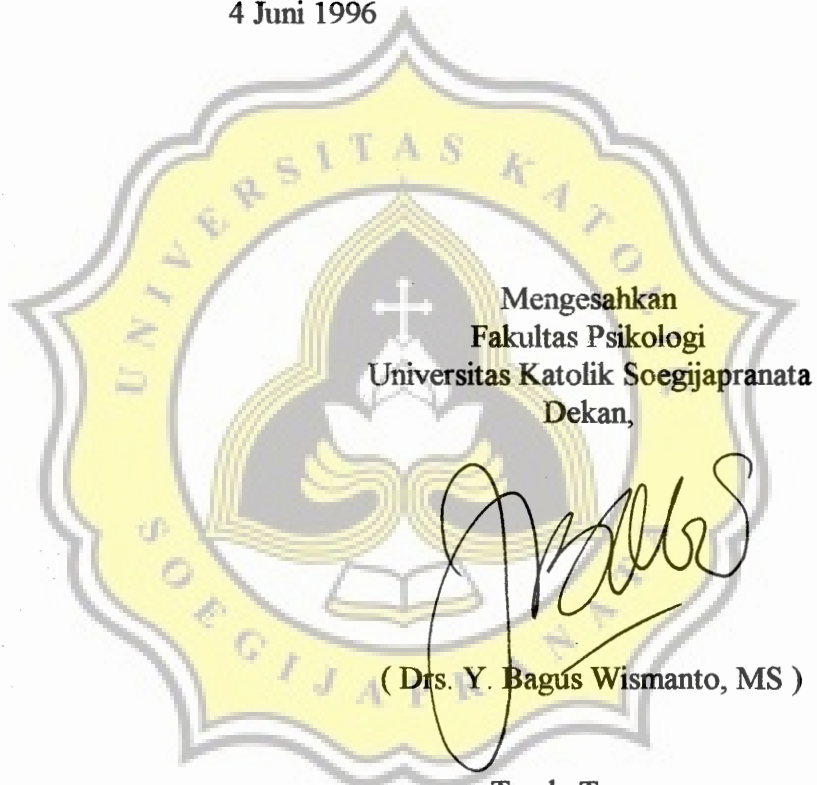 4 Juni 1996
UNIVERSITAS KATOLIK
Mengesahkan
Fakultas Psikologi
Universitas Katolik Soegijapranata
Dekan,
SOEGIJAPRANATA
( Drs. Y. Bagus Wismanto, MS )